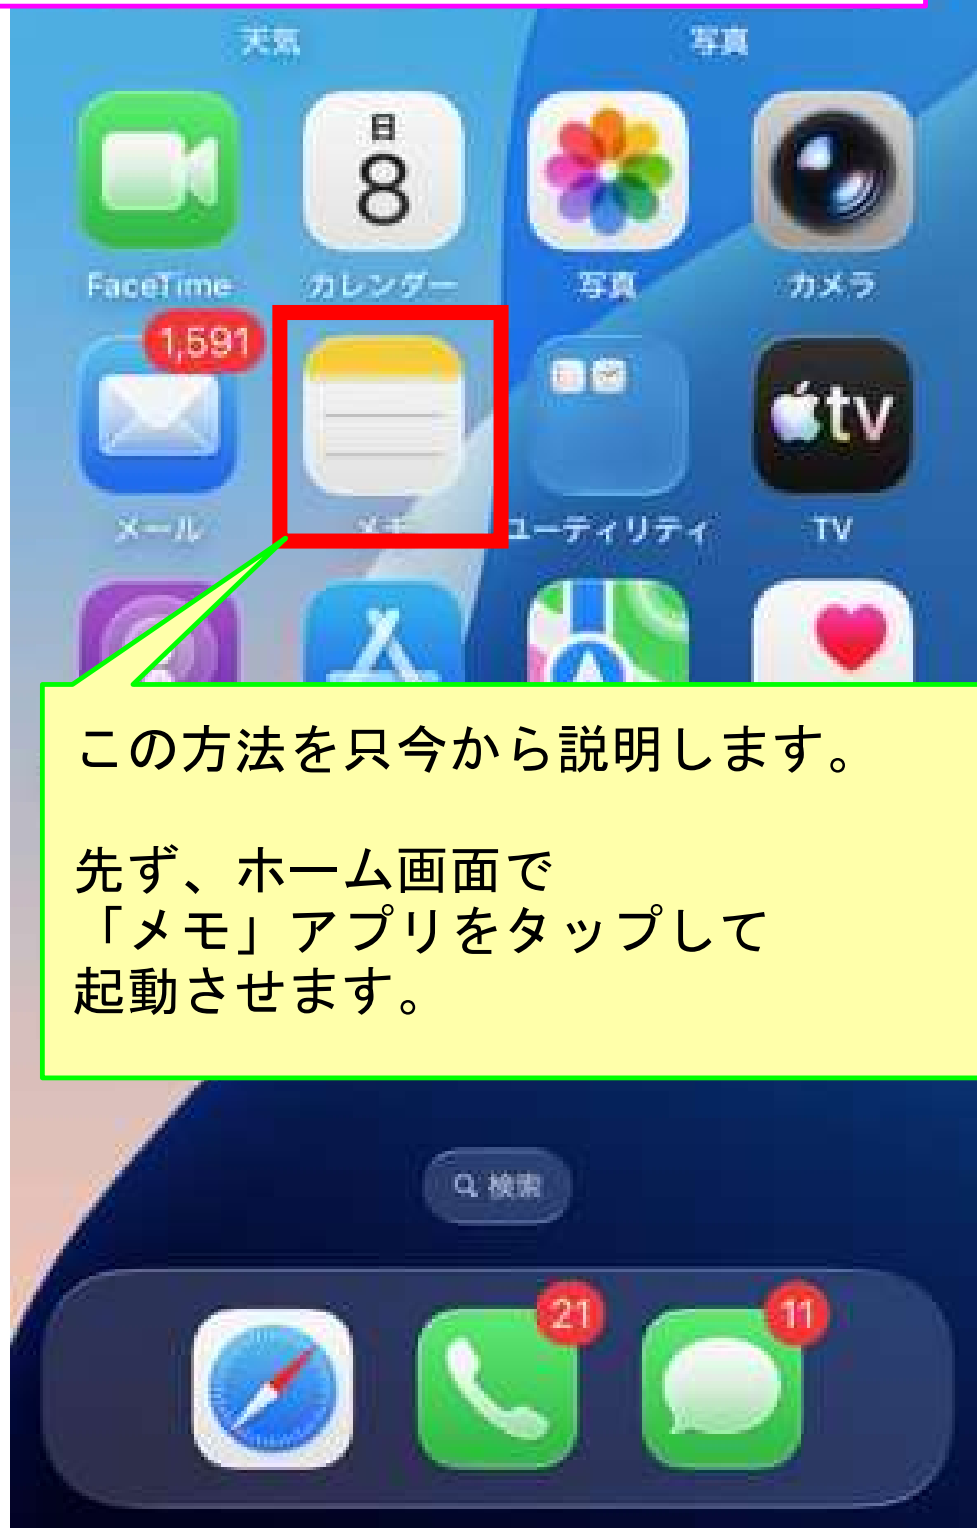 天気
写真
日
8
FaceTime
カレンダー
写真
カメラ
1,591
tv
メール
メモ
ユーティリティ
TV
この方法を只今から説明します。
先ず、ホーム画面で
「メモ」アプリをタップして
起動させます。
検索
21
11